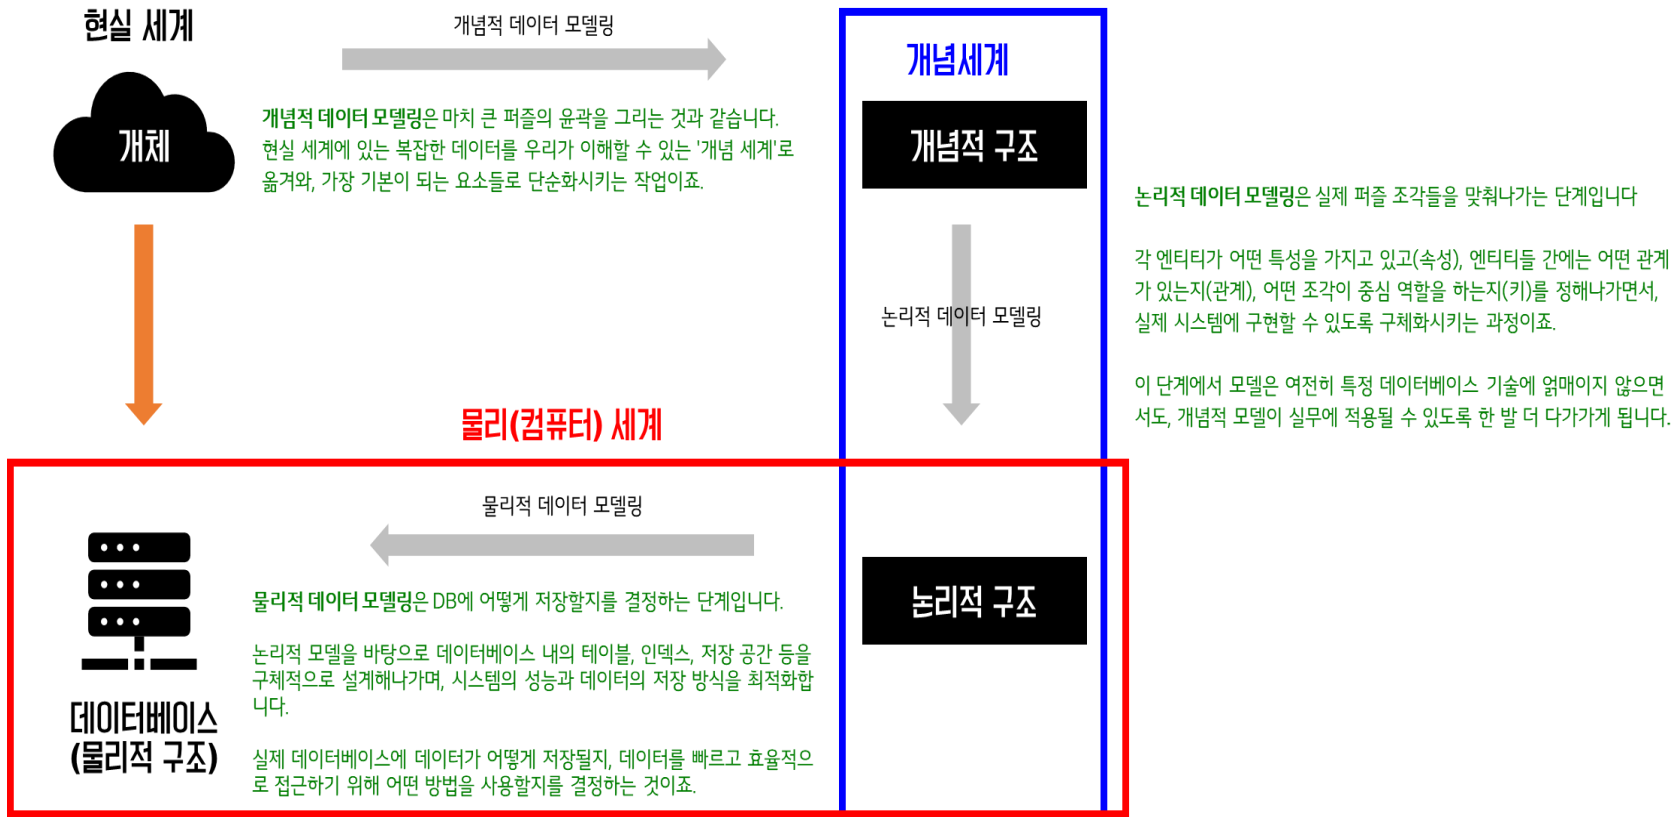 현실 세계
개체
개념적 데이터 모델링
개념적 데이터 모델링은 마치 큰 퍼즐의 윤곽을 그리는 것과 같습니다.
현실 세계에 있는 복잡한 데이터를 우리가 이해할 수 있는 '개념 세계'로
옮겨와, 가장 기본이 되는 요소들로 단순화시키는 작업이죠.
개념세계
개념적 구조
논리적 데이터 모델링
논리적 데이터 모델링은 실제 퍼즐 조각들을 맞춰나가는 단계입니다
각 엔티티가 어떤 특성을 가지고 있고(속성), 엔티티들 간에는 어떤 관계
가 있는지(관계), 어떤 조각이 중심 역할을 하는지(키)를 정해나가면서,
실제 시스템에 구현할 수 있도록 구체화시키는 과정이죠.
이 단계에서 모델은 여전히 특정 데이터베이스 기술에 얽매이지 않으면
서도, 개념적 모델이 실무에 적용될 수 있도록 한 발 더 다가가게 됩니다.
물리(컴퓨터) 세계
물리적 데이터 모델링
물리적 데이터 모델링은 DB에 어떻게 저장할지를 결정하는 단계입니다.
논리적 모델을 바탕으로 데이터베이스 내의 테이블, 인덱스, 저장 공간 등을
구체적으로 설계해나가며, 시스템의 성능과 데이터의 저장 방식을 최적화합
니다.
실제 데이터베이스에 데이터가 어떻게 저장될지, 데이터를 빠르고 효율적으
로 접근하기 위해 어떤 방법을 사용할지를 결정하는 것이죠.
논리적 구조
데이터베이스
(물리적 구조)